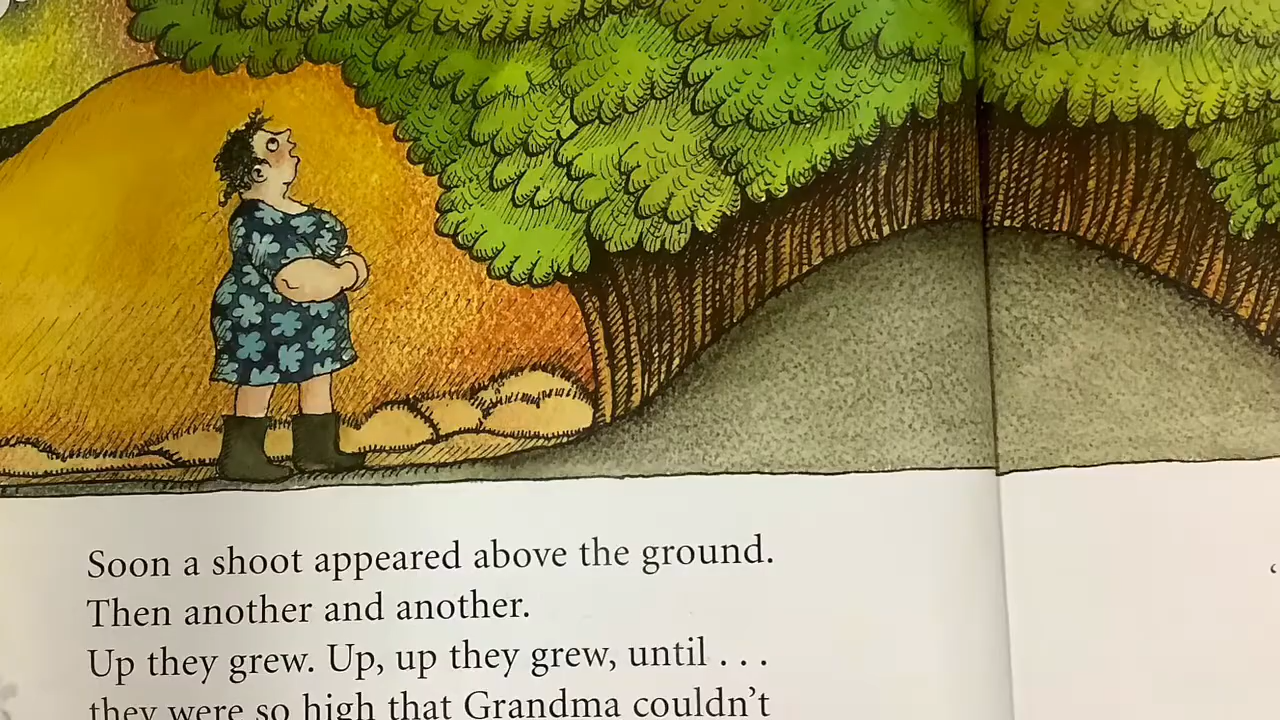 Soon a shoot appeared above the ground.
Then another and another.
Up they grew. Up, up they grew, until . . .
they were so high that Grandma couldn't
‘